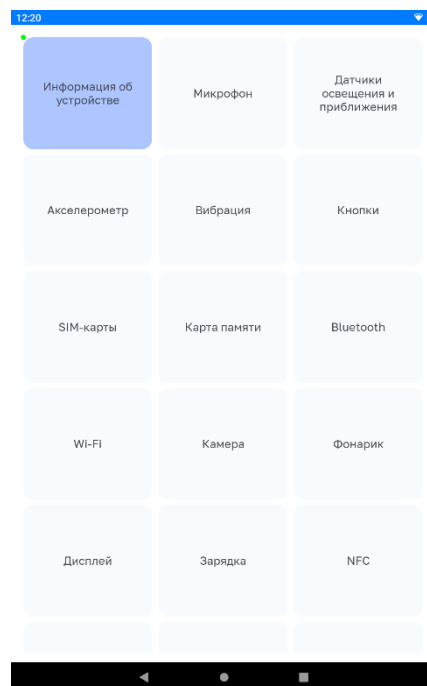 12:20
Информация об
устройстве
Микрофон
Датчики
освещения и
приближения
Акселерометр
Вибрация
Кнопки
SIM-карты
Карта памяти
Bluetooth
Wi-Fi
Камера
Фонарик
Дисплей
Зарядка
NFC